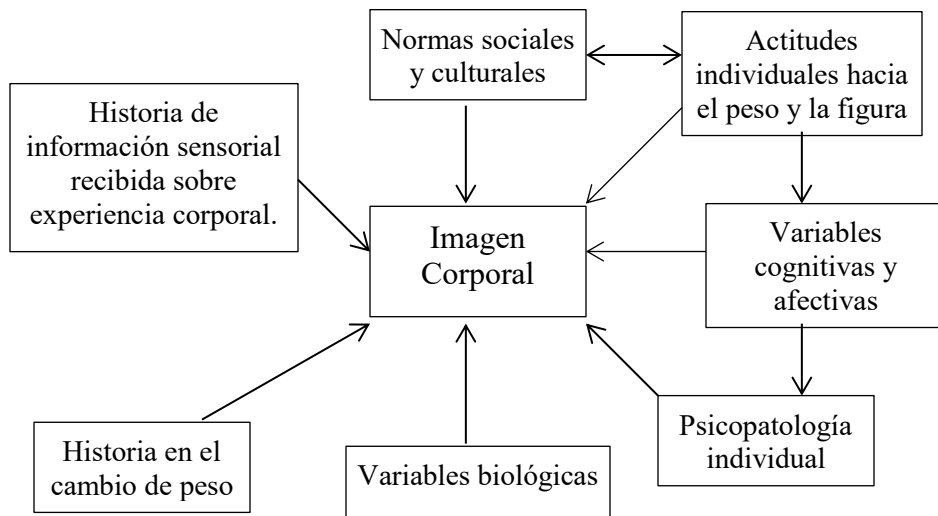 Normas sociales
y culturales
Actitudes
individuales hacia
el peso y la figura
Historia de
información sensorial
recibida sobre
experiencia corporal.
Imagen
Corporal
Variables
cognitivas y
afectivas
Historia en el
cambio de peso
Variables biológicas
Psicopatología
individual